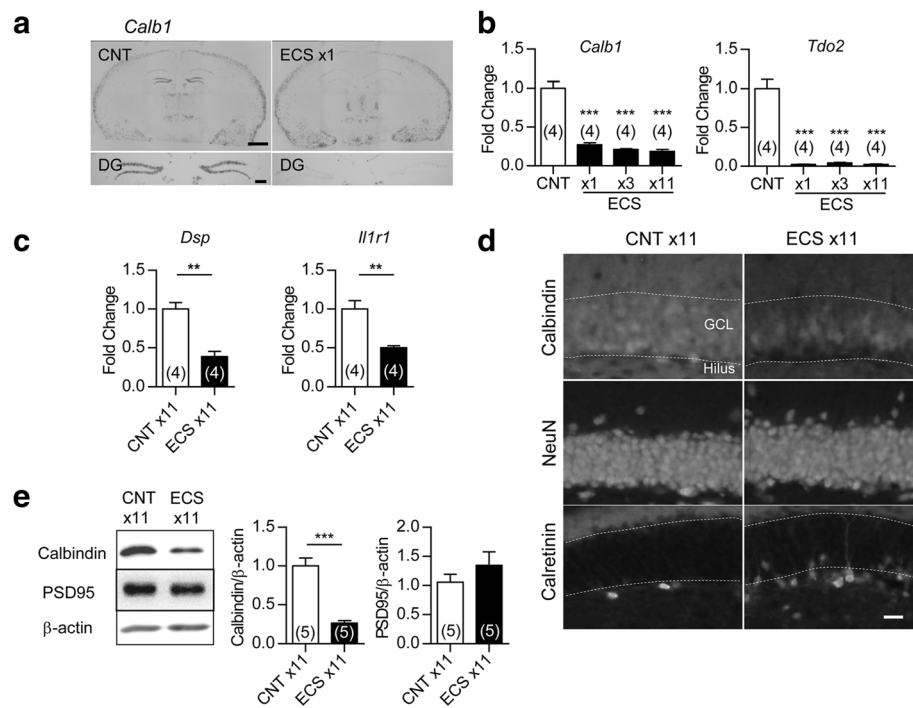 a
Calb1
CNT
ECS x1
DG
DG
b
Calb1
Tdo2
Fold Change
1.5
1.0
0.5
0.0
(4)
***
(4)
***
(4)
***
(4)
CNT
x1
x3
x11
ECS
Fold Change
1.5
1.0
0.5
0.0
(4)
***
(4)
***
(4)
***
(4)
CNT
x1
x3
x11
ECS
c
Dsp
Il1r1
Fold Change
1.5
1.0
0.5
0.0
**
(4)
(4)
CNT x11
ECS x11
Fold Change
1.5
1.0
0.5
0.0
**
(4)
(4)
CNT x11
ECS x11
d
CNT x11
ECS x11
Calbindin
GCL
Hilus
NeuN
Calretinin
e
CNT
x11
ECS
x11
Calbindin
PSD95
β-actin
Calbindin/β-actin
1.5
1.0
0.5
0.0
***
(5)
(5)
CNT x11
ECS x11
PSD95/β-actin
2.0
1.5
1.0
0.5
0.0
(5)
(5)
CNT x11
ECS x11